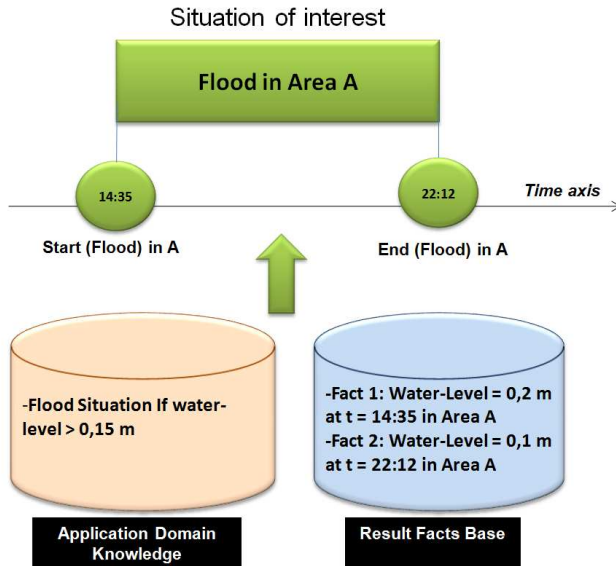 Situation of interest
Flood in Area A
14:35
22:12
Time axis
Start (Flood) in A
End (Flood) in A
-Flood Situation If water-
level > 0,15 m
-Fact 1: Water-Level = 0,2 m
at t = 14:35 in Area A
-Fact 2: Water-Level = 0,1 m
at t = 22:12 in Area A
Application Domain
Knowledge
Result Facts Base